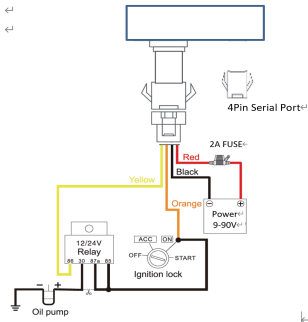 4Pin Serial Port
2A FUSE
Red
Black
Yellow
Orange
Power
9-90V
12/24V
Relay
86 30 87a 85
ACC ON
OFF START
Ignition lock
- +
Oil pump